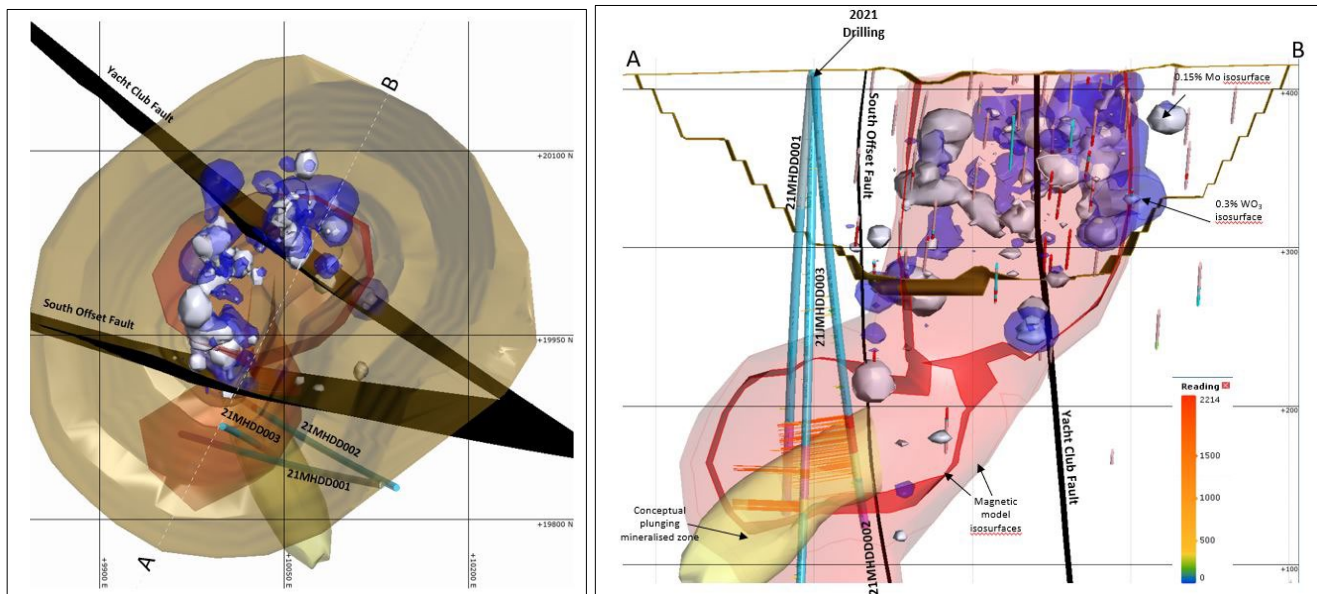 Yacht Club Fault
B
+20100 N
South Offset Fault
+19950 N
21MHDD003
21MHDD002
21MHDD001
+19800 N
A
+9900 E
+10050 E
+10200 E
2021
Drilling
A
B
0.15% Mo isosurface
+400
South Offset Fault
21MHDD001
0.3% WO₃
isosurface
+300
21JMHDD003
Reading
2214
1500
1000
500
0
+200
Yacht Club Fault
Conceptual
plunging
mineralised zone
Magnetic
model
isosurfaces
21MHDD002
+100